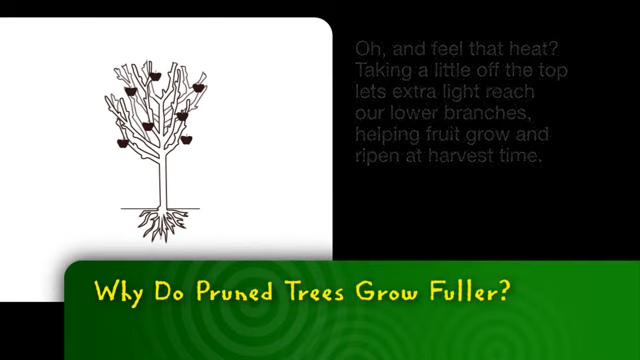 Oh, and feel that heat?
Taking a little off the top
lets extra light reach
our lower branches,
helping fruit grow and
ripen at harvest time.
Why Do Pruned Trees Grow Fuller?